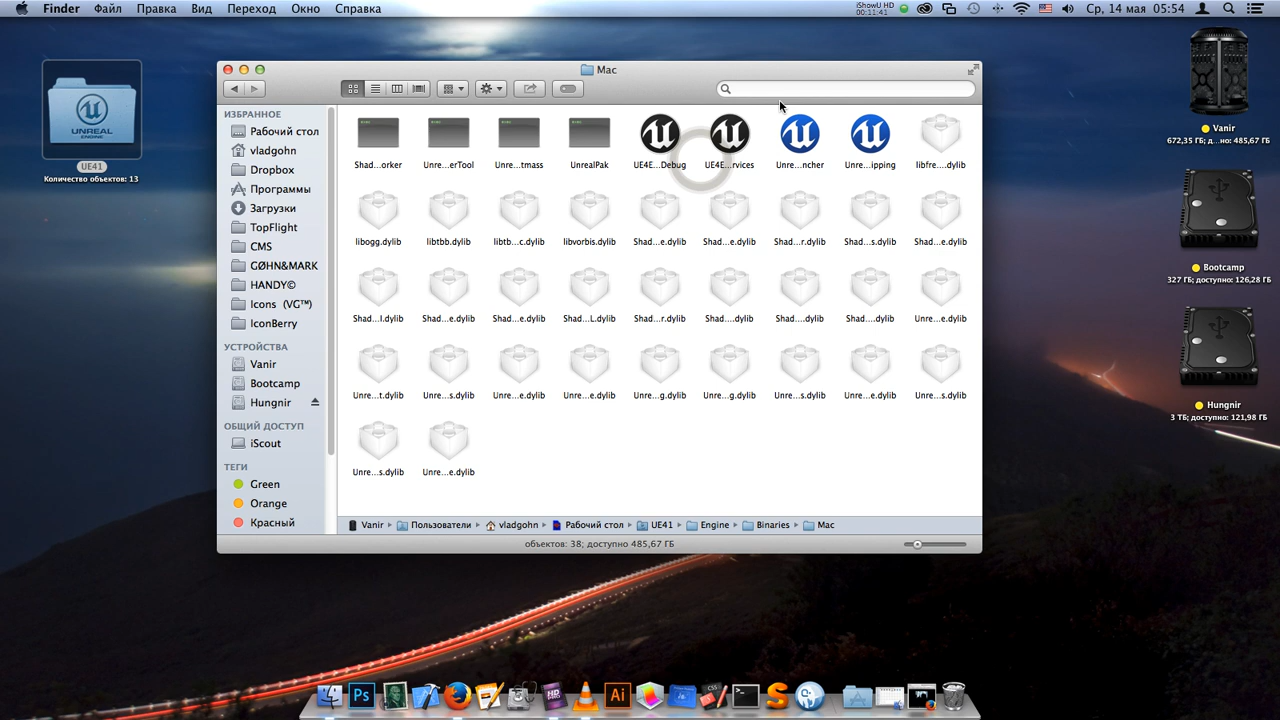 Finder Файл Правка Вид Переход Окно Справка
iShowU HD
00:11:41
Ср, 14 мая 05:54
Mac
UNREAL
ENGINE
UE41
Количество объектов: 13
ИЗБРАННОЕ
Рабочий стол
vladgohn
Dropbox
Программы
Загрузки
TopFlight
CMS
GØHN&MARK
HANDY©
Icons (VG™)
IconBerry
УСТРОЙСТВА
Vanir
Bootcamp
Hungnir
ОБЩИЙ ДОСТУП
iScout
ТЕГИ
Green
Orange
Красный
Shad...orker Unre...erTool Unre...tmass UnrealPak UE4E...Debug UE4E...rvices Unre...ncher Unre...ipping libfre....dylib
libogg.dylib libtbb.dylib libtb...c.dylib libvorbis.dylib Shad...e.dylib Shad...e.dylib Shad...r.dylib Shad...s.dylib Shad...e.dylib
Shad...l.dylib Shad...e.dylib Shad...e.dylib Shad...L.dylib Shad...r.dylib Shad....dylib Shad....dylib Shad....dylib Unre...e.dylib
Unre...t.dylib Unre...s.dylib Unre...e.dylib Unre...e.dylib Unre...g.dylib Unre...g.dylib Unre...s.dylib Unre...e.dylib Unre...s.dylib
Unre...s.dylib Unre...e.dylib
Vanir Пользователи vladgohn Рабочий стол UE41 Engine Binaries Mac
объектов: 38; доступно 485,67 ГБ
Vanir
672,35 ГБ; д...но: 485,67 ГБ
Bootcamp
327 ГБ; доступно: 126,28 ГБ
Hungnir
3 ТБ; доступно: 121,98 ГБ
Ps
Ai